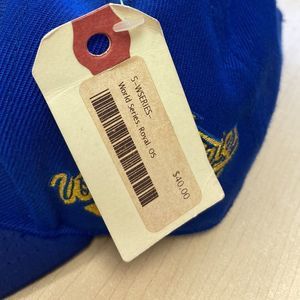 S-WSERIES-
World Series, Royal OS
$40.00